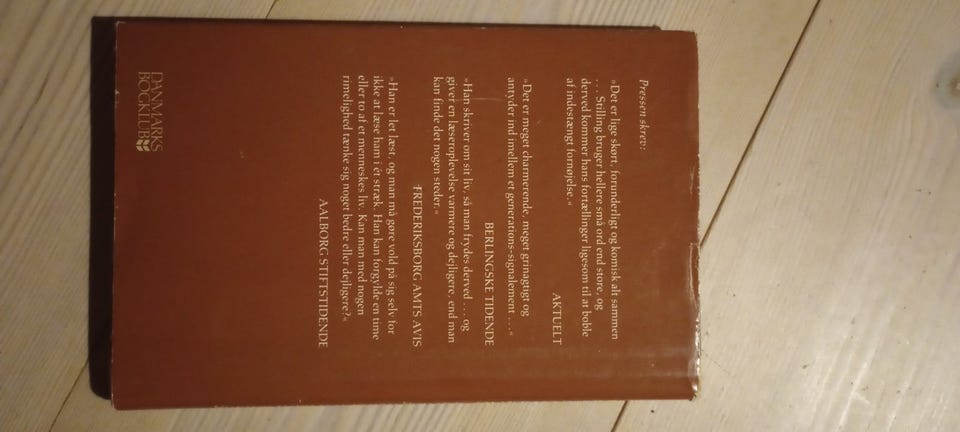 Pressen skrev:
»Det er lige skørt, forunderligt og komisk alt sammen
. . . Stilling bruger hellere små ord end store, og
derved kommer hans fortællinger ligesom til at boble
af indestængt fornøjelse.«
AKTUELT
»Det er meget charmerende, meget grinagtigt og
antyder ind imellem et generations-signalement . . .«
BERLINGSKE TIDENDE
»Han skriver om sit liv, så man frydes derved . . . og
giver en læseroplevelse varmere og dejligere, end man
kan finde det nogen steder.«
FREDERIKSBORG AMTS AVIS
»Han er let læst, og man må gøre vold på sig selv for
ikke at læse ham i ét stræk. Han kan forgylde en time
eller to af et menneskes liv. Kan man med nogen
rimelighed tænke sig noget bedre eller dejligere?«
AALBORG STIFTSTIDENDE
DANMARKS
BOGKLUB